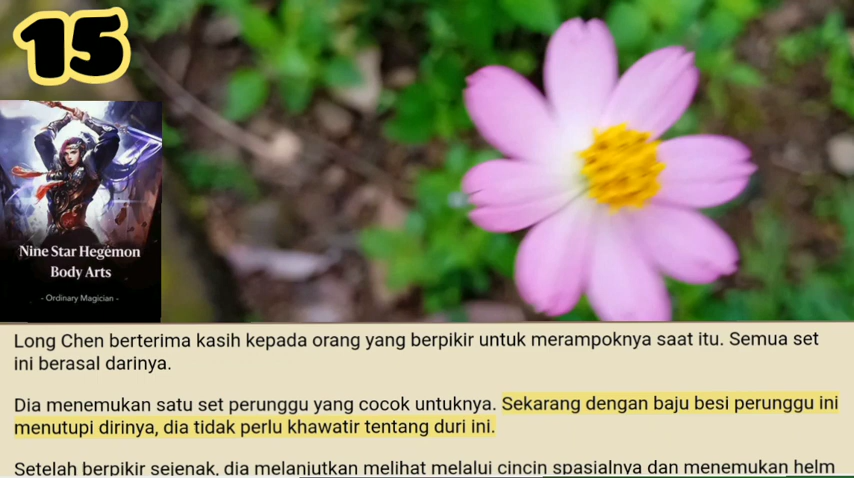 15
Nine Star Hegemon
Body Arts
- Ordinary Magician -
Long Chen berterima kasih kepada orang yang berpikir untuk merampoknya saat itu. Semua set
ini berasal darinya.
Dia menemukan satu set perunggu yang cocok untuknya. Sekarang dengan baju besi perunggu ini
menutupi dirinya, dia tidak perlu khawatir tentang duri ini.
Setelah berpikir sejenak, dia melanjutkan melihat melalui cincin spasialnya dan menemukan helm